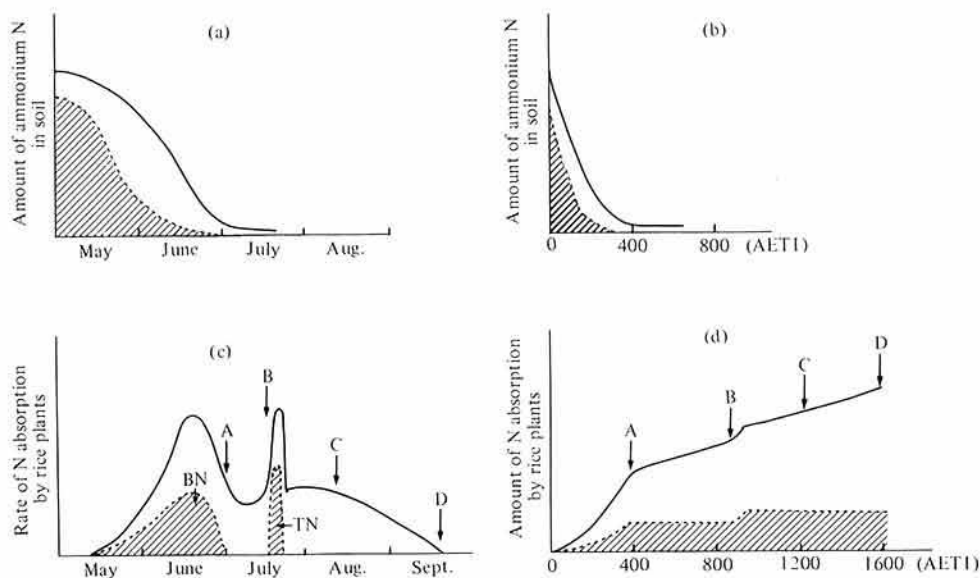 (a)
Amount of ammonium N
in soil
May June July Aug.
(b)
Amount of ammonium N
in soil
0 400 800 (AETI)
(c)
Rate of N absorption
by rice plants
A
B
C
D
BN
TN
May June July Aug. Sept.
(d)
Amount of N absorption
by rice plants
A
B
C
D
0 400 800 1200 1600 (AETI)